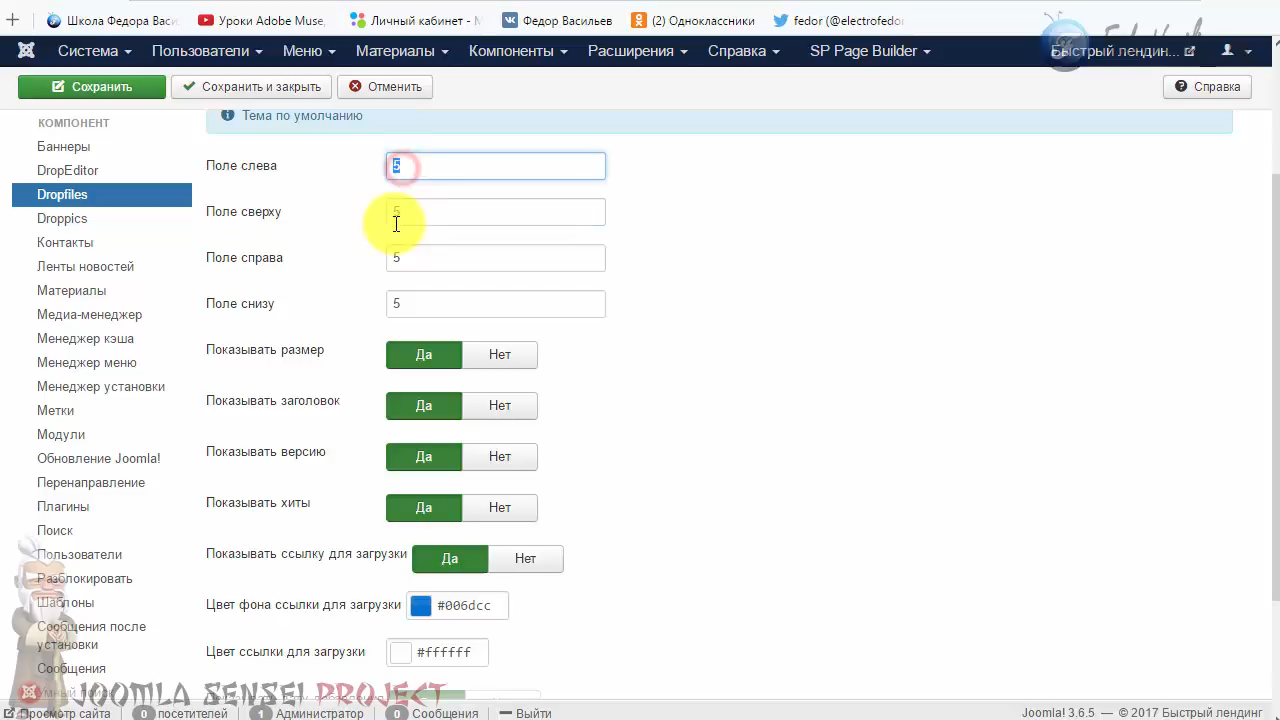 Школа Федора Васи
Уроки Adobe Muse,
Личный кабинет - М
Федор Васильев
(2) Одноклассники
fedor (@electrofedor
Система
Пользователи
Меню
Материалы
Компоненты
Расширения
Справка
SP Page Builder
Быстрый лендин...
Сохранить
Сохранить и закрыть
Отменить
Справка
КОМПОНЕНТ
Баннеры
DropEditor
Dropfiles
Droppics
Контакты
Ленты новостей
Материалы
Медиа-менеджер
Менеджер кэша
Менеджер меню
Менеджер установки
Метки
Модули
Обновление Joomla!
Перенаправление
Плагины
Поиск
Пользователи
Разблокировать
Шаблоны
Сообщения после
установки
Сообщения
Умный поиск
Тема по умолчанию
Поле слева 5
Поле сверху 5
Поле справа 5
Поле снизу 5
Показывать размер Да Нет
Показывать заголовок Да Нет
Показывать версию Да Нет
Показывать хиты Да Нет
Показывать ссылку для загрузки Да Нет
Цвет фона ссылки для загрузки #006dcc
Цвет ссылки для загрузки #ffffff
JOOMLA SENSEI PROJECT
Просмотр сайта
0 посетителей
1 Администратор
0 Сообщения
Выйти
Joomla! 3.6.5 — © 2017 Быстрый лендинг